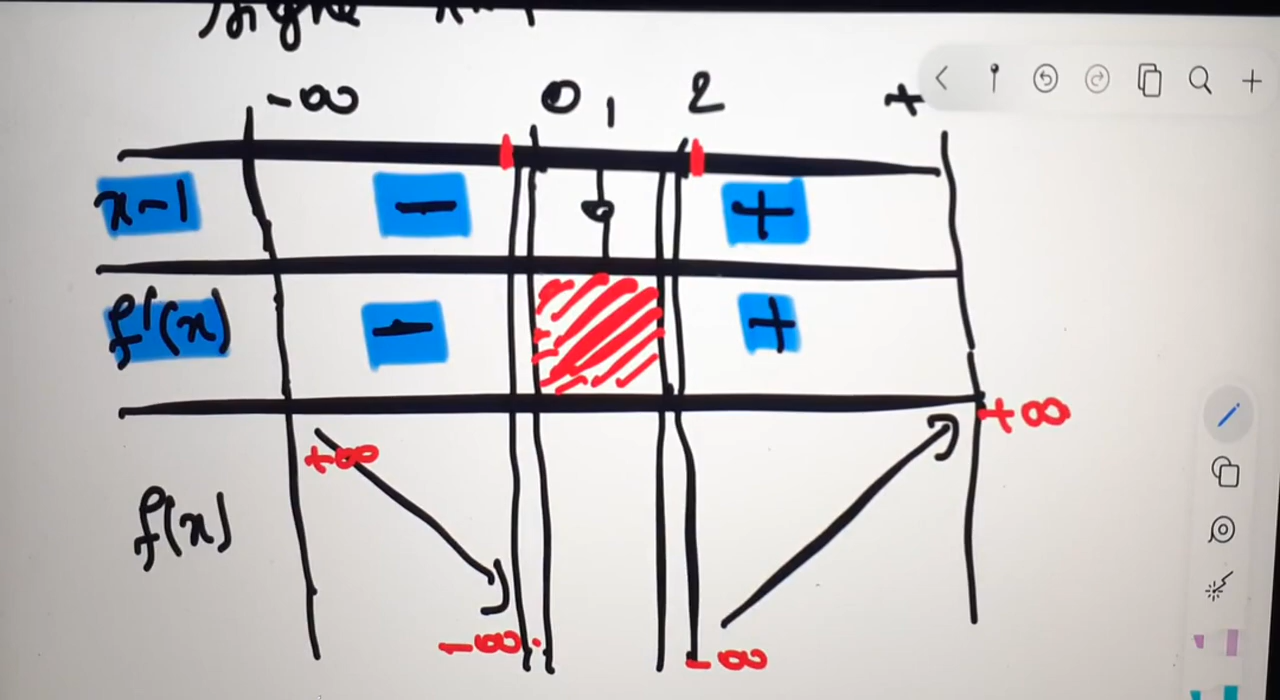 -∞ 0 1 2 +
x-1 - 0 +
f'(x) - +
+∞
+∞
f(x)
-∞ -∞